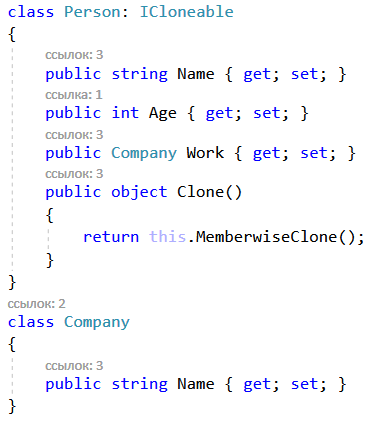 class Person: ICloneable
{
ссылок: 3
public string Name { get; set; }
ссылка: 1
public int Age { get; set; }
ссылок: 3
public Company Work { get; set; }
ссылок: 3
public object Clone()
{
return this.MemberwiseClone();
}
}
ссылок: 2
class Company
{
ссылок: 3
public string Name { get; set; }
}